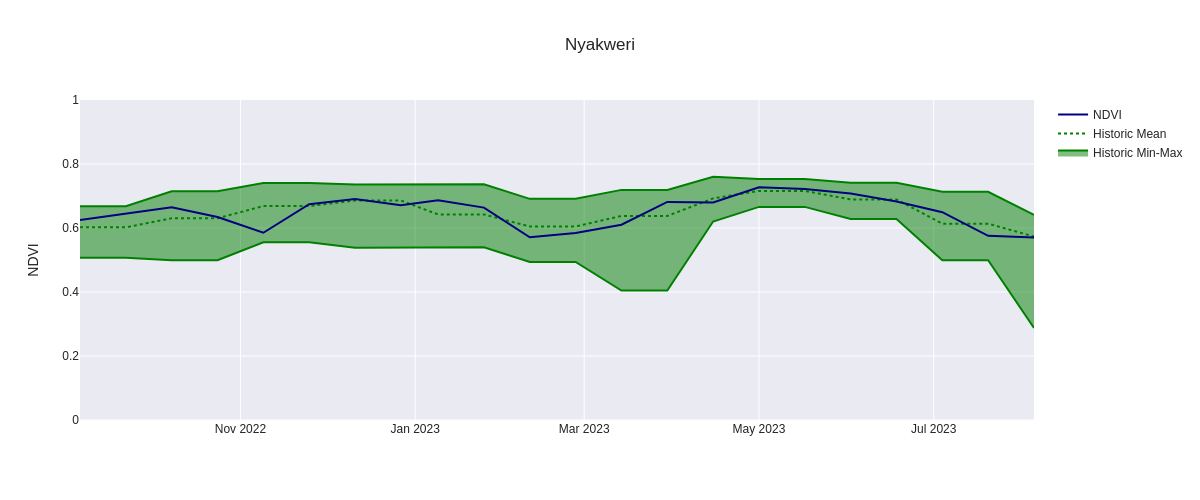 Nyakweri
NDVI
1
0.8
0.6
0.4
0.2
0
Nov 2022
Jan 2023
Mar 2023
May 2023
Jul 2023
NDVI
Historic Mean
Historic Min-Max